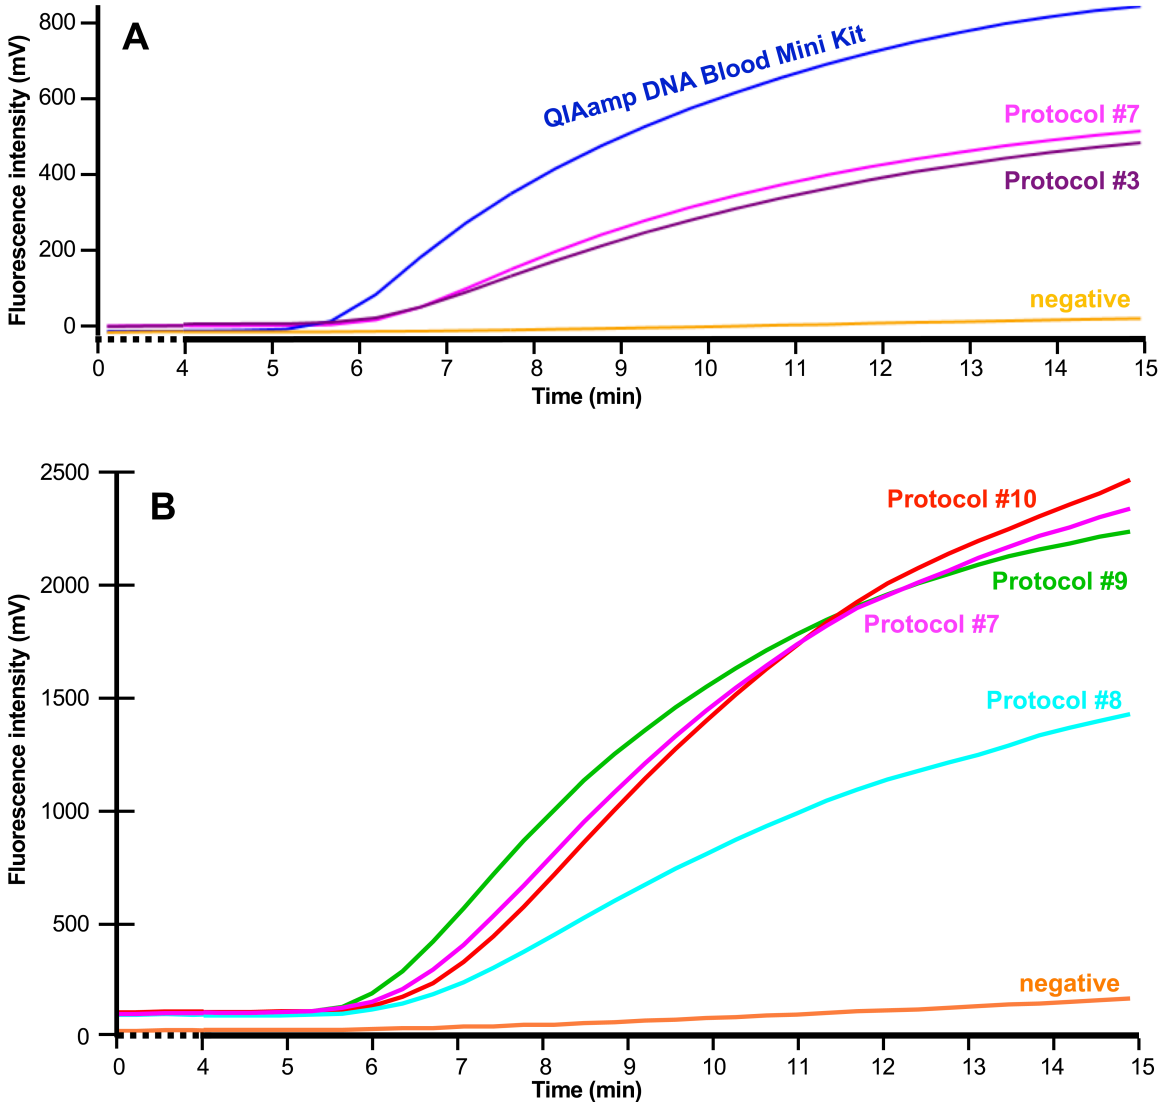 A
Fluorescence intensity (mV)
800
600
400
200
0
QIAamp DNA Blood Mini Kit
Protocol #7
Protocol #3
negative
0 4 5 6 7 8 9 10 11 12 13 14 15
Time (min)
B
Fluorescence intensity (mV)
2500
2000
1500
1000
500
0
Protocol #10
Protocol #9
Protocol #7
Protocol #8
negative
0 4 5 6 7 8 9 10 11 12 13 14 15
Time (min)